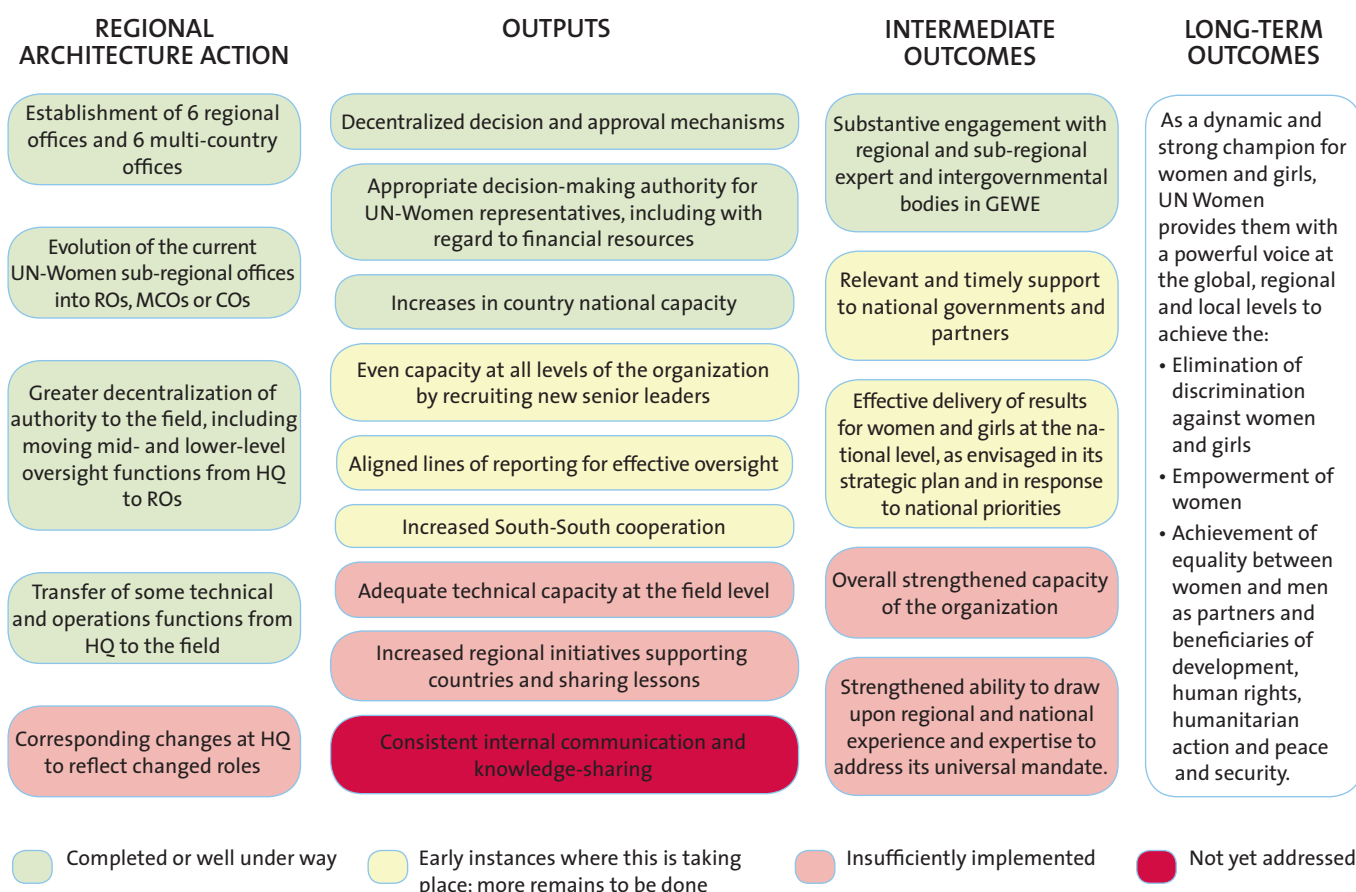 REGIONAL
ARCHITECTURE ACTION
Establishment of 6 regional
offices and 6 multi-country
offices
Evolution of the current
UN-Women sub-regional offices
into ROs, MCOs or COs
Greater decentralization of
authority to the field, including
moving mid- and lower-level
oversight functions from HQ
to ROs
Transfer of some technical
and operations functions from
HQ to the field
Corresponding changes at HQ
to reflect changed roles
OUTPUTS
Decentralized decision and approval mechanisms
Appropriate decision-making authority for
UN-Women representatives, including with
regard to financial resources
Increases in country national capacity
Even capacity at all levels of the organization
by recruiting new senior leaders
Aligned lines of reporting for effective oversight
Increased South-South cooperation
Adequate technical capacity at the field level
Increased regional initiatives supporting
countries and sharing lessons
Consistent internal communication and
knowledge-sharing
INTERMEDIATE
OUTCOMES
Substantive engagement with
regional and sub-regional
expert and intergovernmental
bodies in GEWE
Relevant and timely support
to national governments and
partners
Effective delivery of results
for women and girls at the na-
tional level, as envisaged in its
strategic plan and in response
to national priorities
Overall strengthened capacity
of the organization
Strengthened ability to draw
upon regional and national
experience and expertise to
address its universal mandate.
LONG-TERM
OUTCOMES
As a dynamic and
strong champion for
women and girls,
UN Women
provides them with
a powerful voice at
the global, regional
and local levels to
achieve the:
• Elimination of
discrimination
against women
and girls
• Empowerment of
women
• Achievement of
equality between
women and men
as partners and
beneficiaries of
development,
human rights,
humanitarian
action and peace
and security.
Completed or well under way
Early instances where this is taking
place; more remains to be done
Insufficiently implemented
Not yet addressed